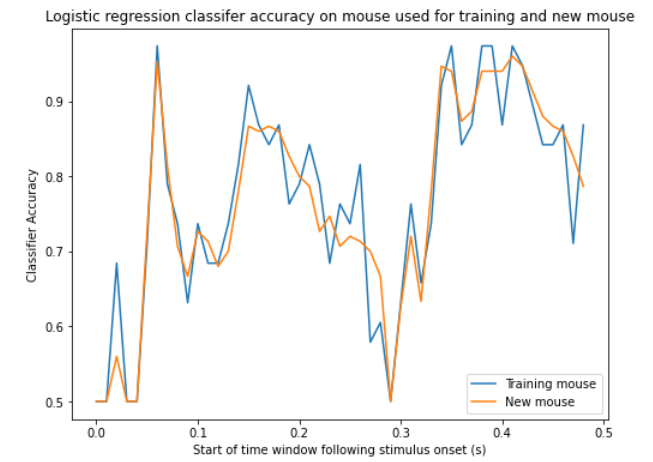 Logistic regression classifer accuracy on mouse used for training and new mouse
Classifier Accuracy
0.9
0.8
0.7
0.6
0.5
Training mouse
New mouse
0.0 0.1 0.2 0.3 0.4 0.5
Start of time window following stimulus onset (s)